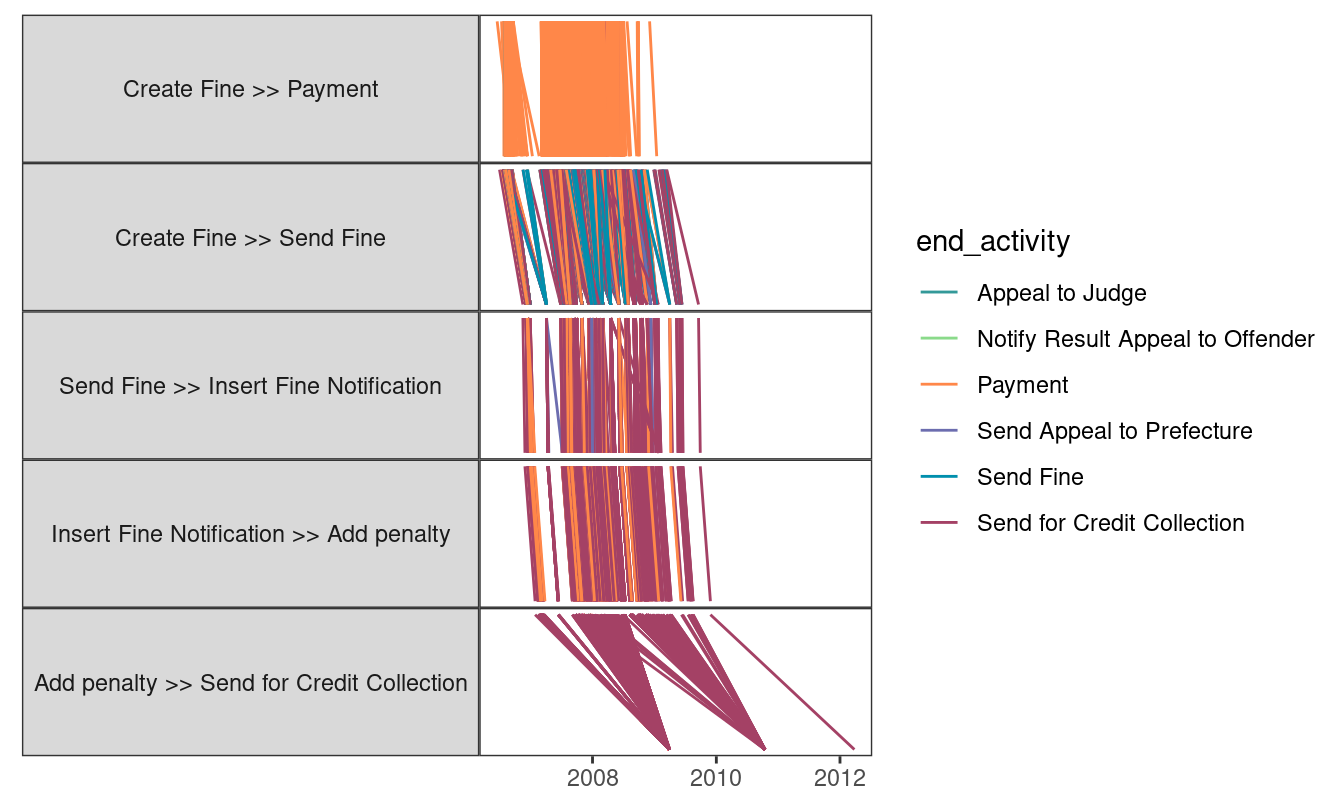 Create Fine >> Payment
Create Fine >> Send Fine
Send Fine >> Insert Fine Notification
Insert Fine Notification >> Add penalty
Add penalty >> Send for Credit Collection
2008 2010 2012
end_activity
Appeal to Judge
Notify Result Appeal to Offender
Payment
Send Appeal to Prefecture
Send Fine
Send for Credit Collection